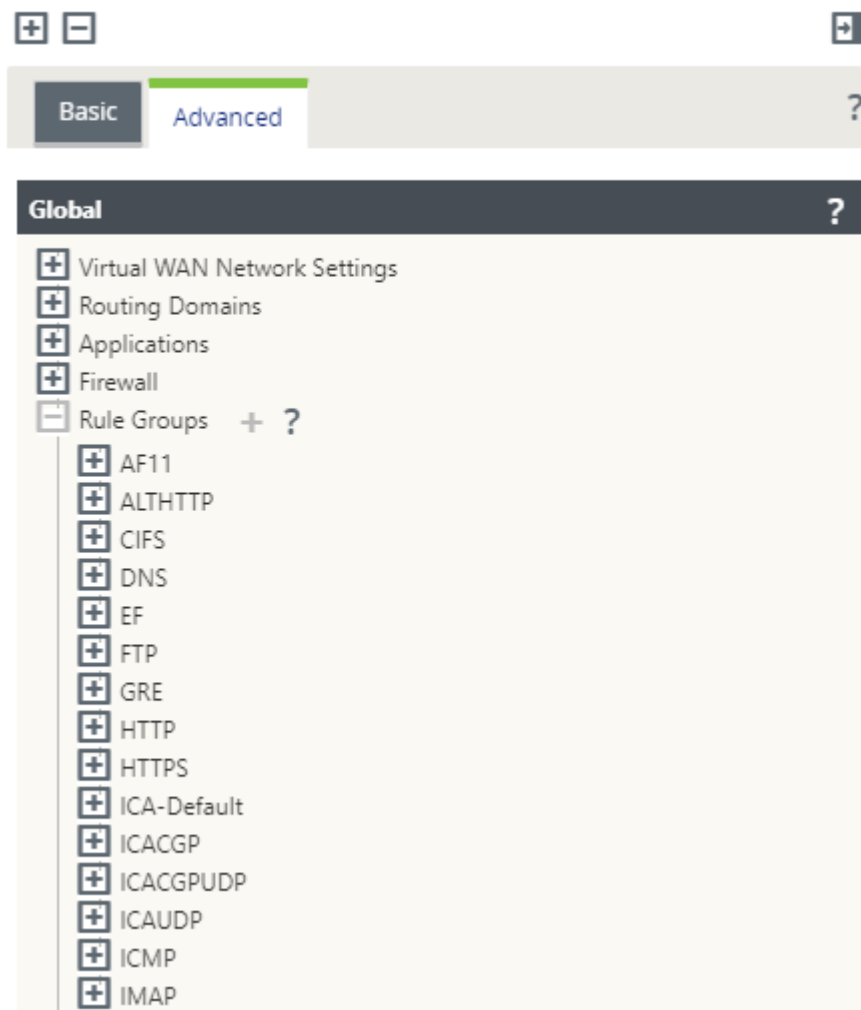 Basic Advanced ?
Global ?
Virtual WAN Network Settings
Routing Domains
Applications
Firewall
Rule Groups + ?
AF11
ALTHTTP
CIFS
DNS
EF
FTP
GRE
HTTP
HTTPS
ICA-Default
ICACGP
ICACGPUDP
ICAUDP
ICMP
IMAP